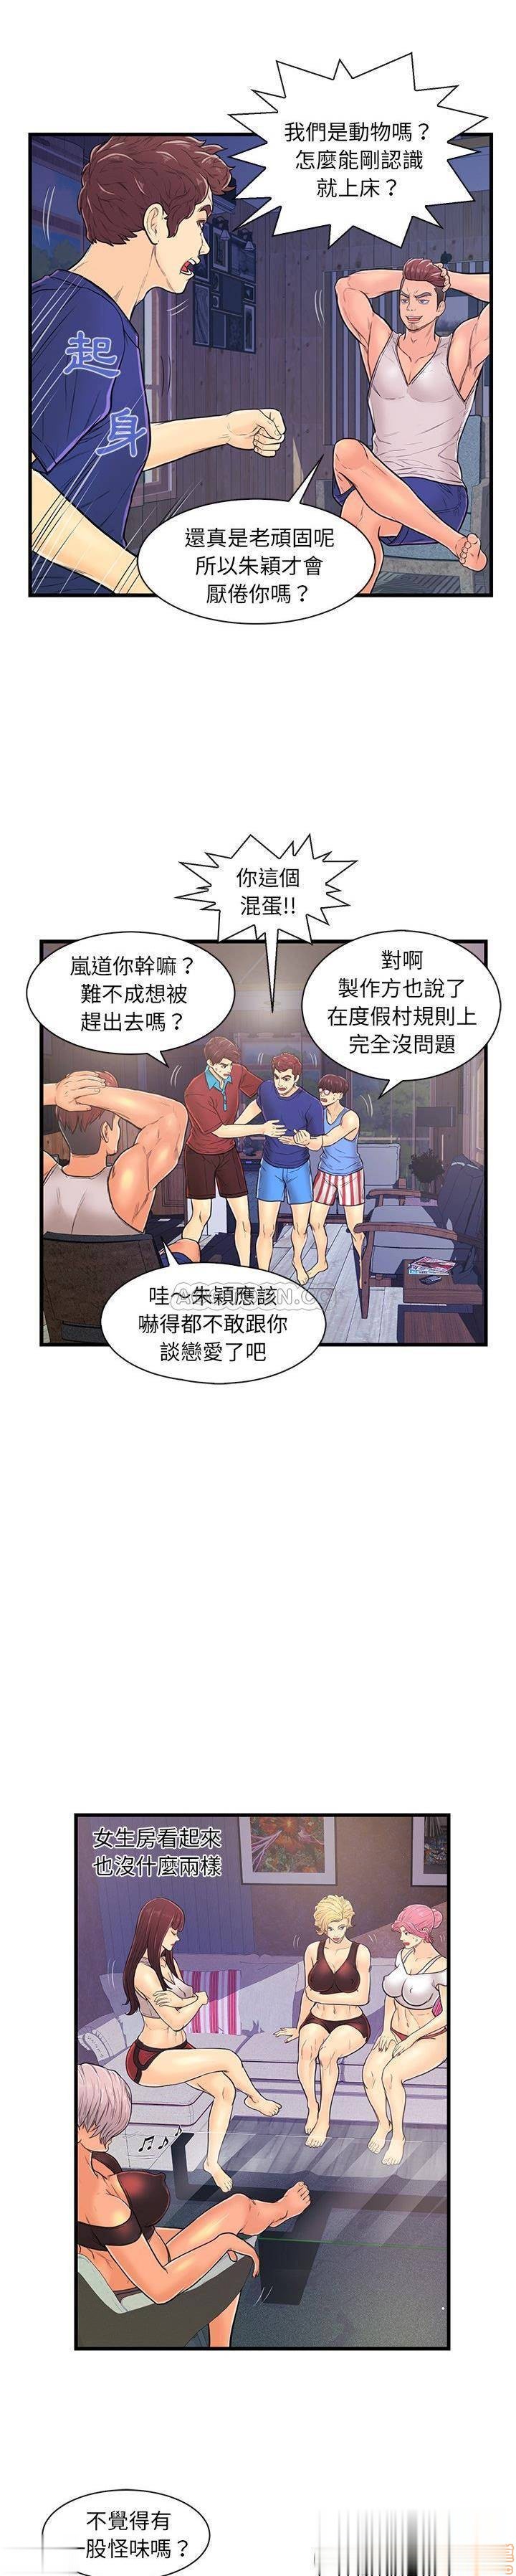 我們是動物嗎？
怎麼能剛認識
就上床？
起
身
還真是老頑固呢
所以朱穎才會
厭倦你嗎？
你這個
混蛋!!
嵐道你幹嘛？
難不成想被
趕出去嗎？
對啊
製作方也說了
在度假村規則上
完全沒問題
哇~朱穎應該
嚇得都不敢跟你
談戀愛了吧
女生房看起來
也沒什麼兩樣
不覺得有
一股怪味嗎？